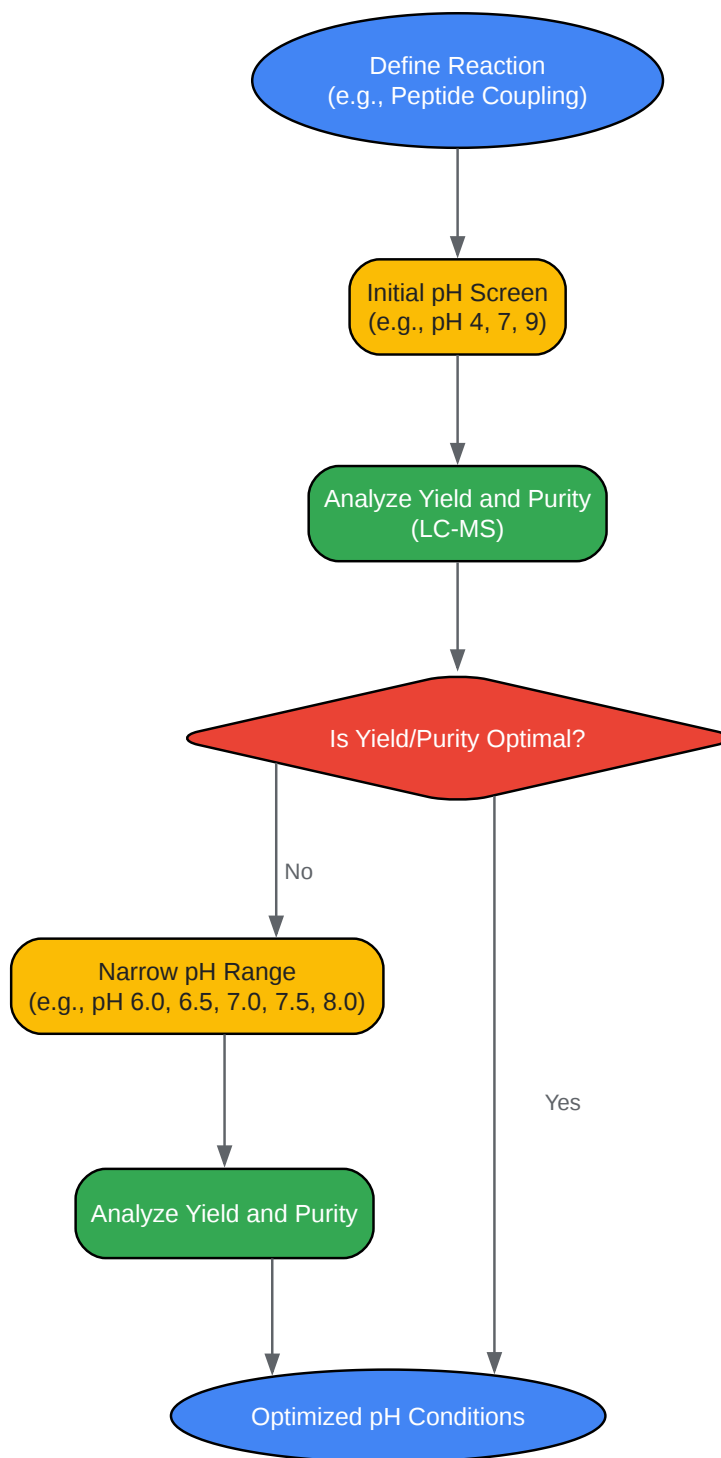 Define Reaction
(e.g., Peptide Coupling)
Initial pH Screen
(e.g., pH 4, 7, 9)
Analyze Yield and Purity
(LC-MS)
Is Yield/Purity Optimal?
No
Narrow pH Range
(e.g., pH 6.0, 6.5, 7.0, 7.5, 8.0)
Yes
Analyze Yield and Purity
Optimized pH Conditions